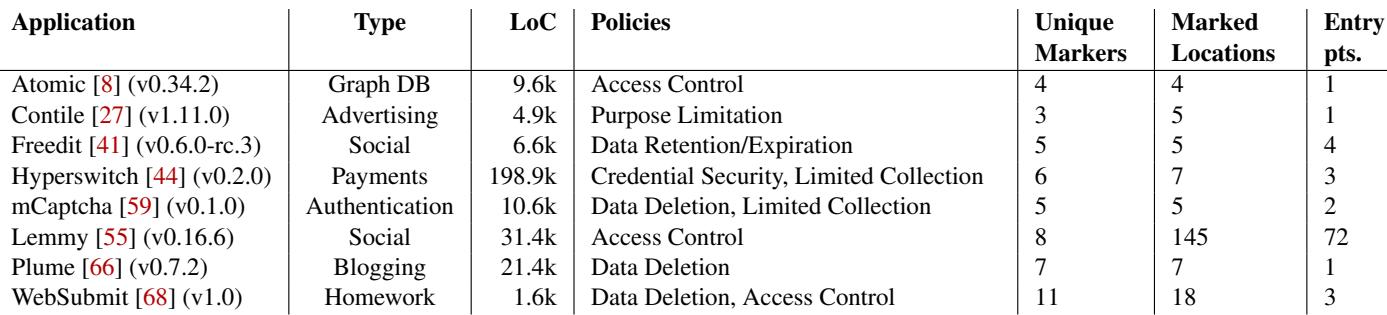 Application Type LoC Policies Unique Markers Marked Locations Entry pts.
Atomic [8] (v0.34.2) Graph DB 9.6k Access Control 4 4 1
Contile [27] (v1.11.0) Advertising 4.9k Purpose Limitation 3 5 1
Freedit [41] (v0.6.0-rc.3) Social 6.6k Data Retention/Expiration 5 5 4
Hyperswitch [44] (v0.2.0) Payments 198.9k Credential Security, Limited Collection 6 7 3
mCaptcha [59] (v0.1.0) Authentication 10.6k Data Deletion, Limited Collection 5 5 2
Lemmy [55] (v0.16.6) Social 31.4k Access Control 8 145 72
Plume [66] (v0.7.2) Blogging 21.4k Data Deletion 7 7 1
WebSubmit [68] (v1.0) Homework 1.6k Data Deletion, Access Control 11 18 3